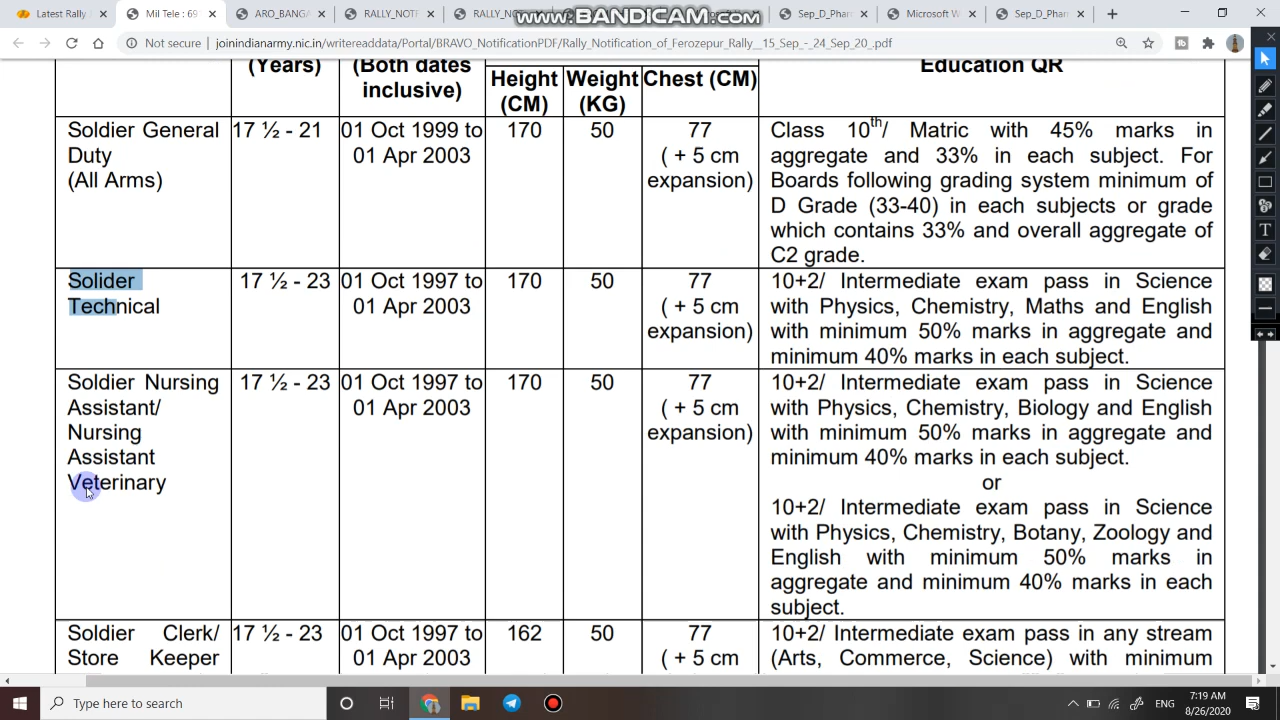 Latest Rally
Mil Tele : 69
ARO_BANGA
RALLY_NOTI
RALLY_NO
Sep_D_Phar
Microsoft W
Sep_D_Pharm
www.BANDICAM.com
Not secure | joinindianarmy.nic.in/writereaddata/Portal/BRAVO_NotificationPDF/Rally_Notification_of_Ferozepur_Rally__15_Sep_-_24_Sep_20_.pdf
(Years)
(Both dates
inclusive)
Height
(CM)
Weight
(KG)
Chest (CM)
Education QR
Soldier General
Duty
(All Arms)
17 ½ - 21
01 Oct 1999 to
01 Apr 2003
170
50
77
( + 5 cm
expansion)
Class 10th/ Matric with 45% marks in
aggregate and 33% in each subject. For
Boards following grading system minimum of
D Grade (33-40) in each subjects or grade
which contains 33% and overall aggregate of
C2 grade.
Solider
Technical
17 ½ - 23
01 Oct 1997 to
01 Apr 2003
170
50
77
( + 5 cm
expansion)
10+2/ Intermediate exam pass in Science
with Physics, Chemistry, Maths and English
with minimum 50% marks in aggregate and
minimum 40% marks in each subject.
Soldier Nursing
Assistant/
Nursing
Assistant
Veterinary
17 ½ - 23
01 Oct 1997 to
01 Apr 2003
170
50
77
( + 5 cm
expansion)
10+2/ Intermediate exam pass in Science
with Physics, Chemistry, Biology and English
with minimum 50% marks in aggregate and
minimum 40% marks in each subject.
or
10+2/ Intermediate exam pass in Science
with Physics, Chemistry, Botany, Zoology and
English with minimum 50% marks in
aggregate and minimum 40% marks in each
subject.
Soldier Clerk/
Store Keeper
17 ½ - 23
01 Oct 1997 to
01 Apr 2003
162
50
77
( + 5 cm
10+2/ Intermediate exam pass in any stream
(Arts, Commerce, Science) with minimum
Type here to search
ENG
7:19 AM
8/26/2020